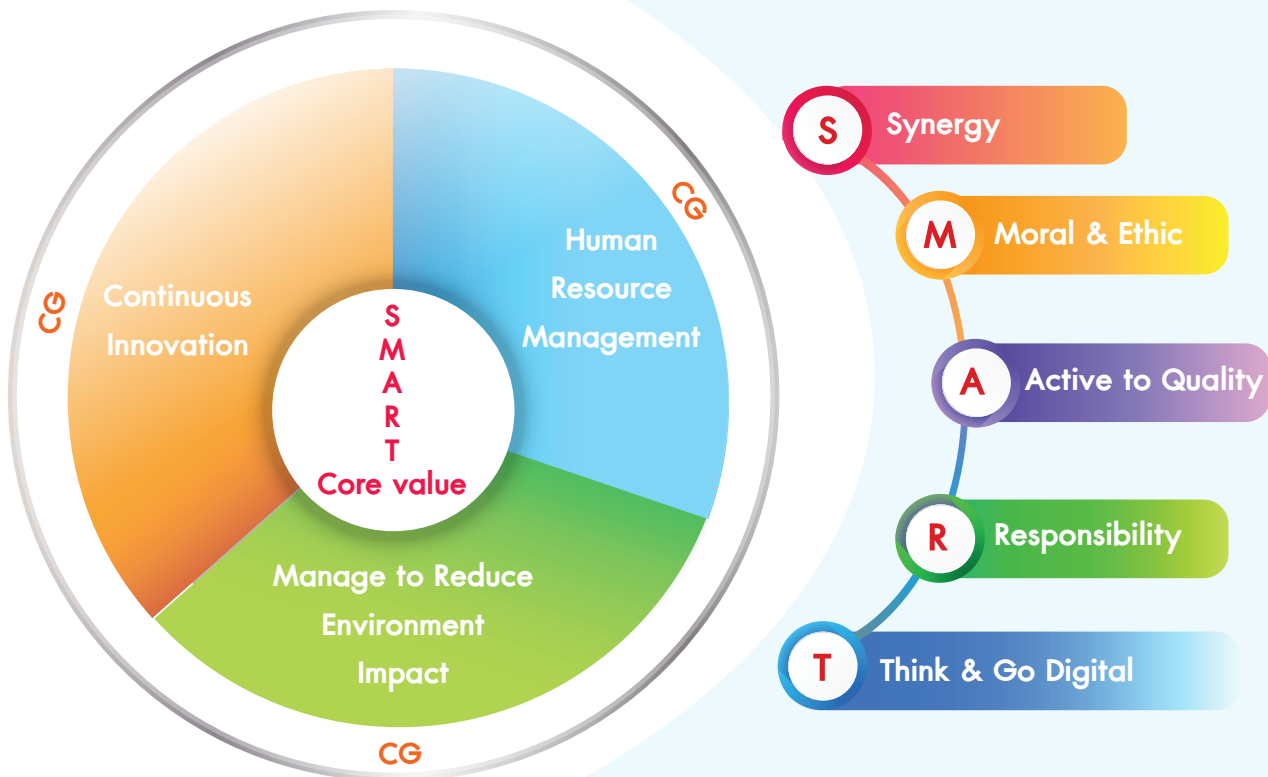 CG
Continuous
Innovation
CG
Human
Resource
Management
S
M
A
R
T
Core value
Manage to Reduce
Environment
Impact
CG
S Synergy
M Moral & Ethic
A Active to Quality
R Responsibility
T Think & Go Digital